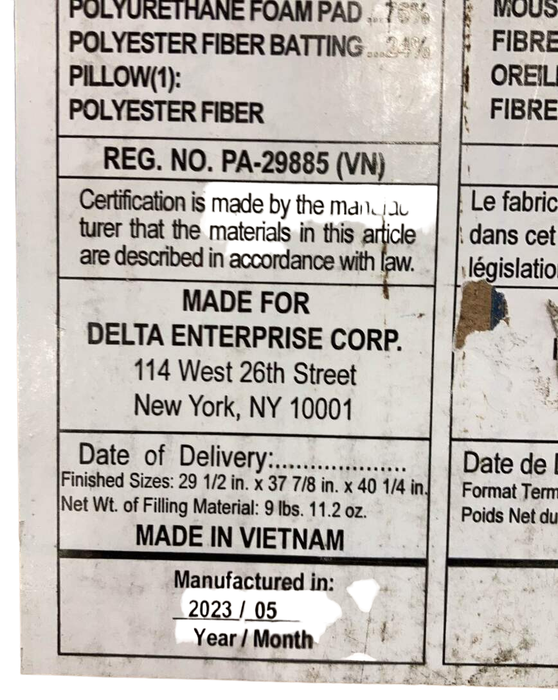 POLYURETHANE FOAM PAD ...76%
POLYESTER FIBER BATTING...24%
PILLOW(1):
POLYESTER FIBER
REG. NO. PA-29885 (VN)
Certification is made by the manufac
turer that the materials in this article
are described in accordance with law.
MADE FOR
DELTA ENTERPRISE CORP.
114 West 26th Street
New York, NY 10001
Date of Delivery:....................
Finished Sizes: 29 1/2 in. x 37 7/8 in. x 40 1/4 in.
Net Wt. of Filling Material: 9 lbs. 11.2 oz.
MADE IN VIETNAM
Manufactured in:
2023 / 05
Year / Month
MOUS
FIBRE
OREIL
FIBRE
Le fabric
dans cet
législatio
Date de l
Format Term
Poids Net du